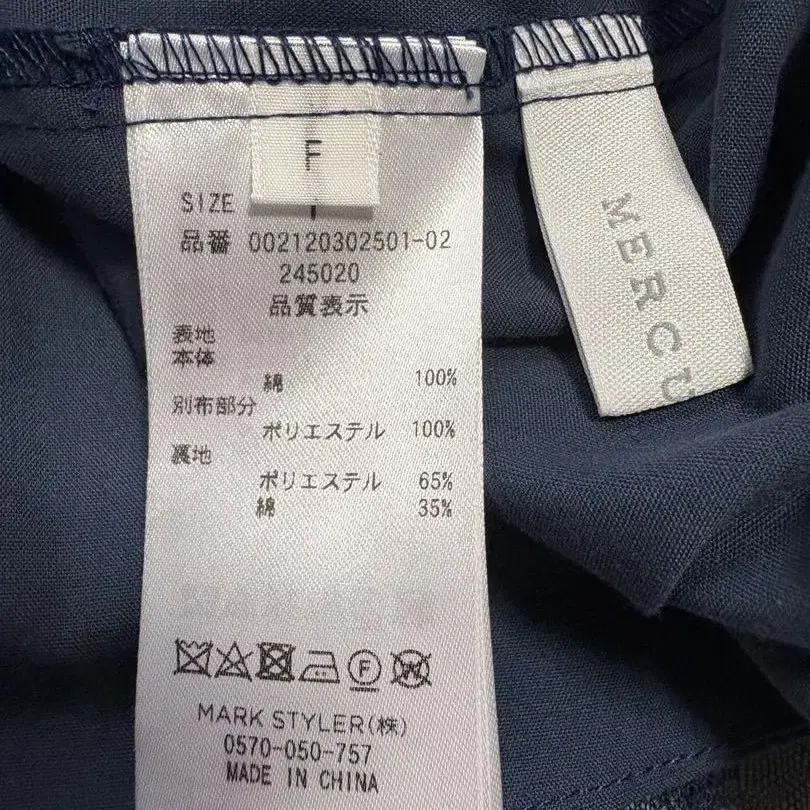 F
SIZE
品番 002120302501-02
245020
品質表示
表地
本体
綿 100%
別布部分
ポリエステル 100%
裏地
ポリエステル 65%
綿 35%
MARK STYLER(株)
0570-050-757
MADE IN CHINA
MERCU